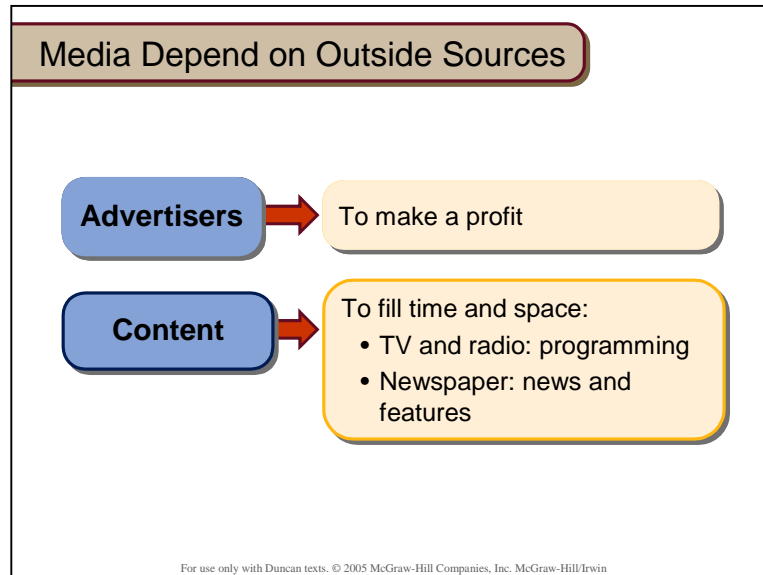 Media Depend on Outside Sources
Advertisers
To make a profit
Content
To fill time and space:
• TV and radio: programming
• Newspaper: news and
features
For use only with Duncan texts. © 2005 McGraw-Hill Companies, Inc. McGraw-Hill/Irwin